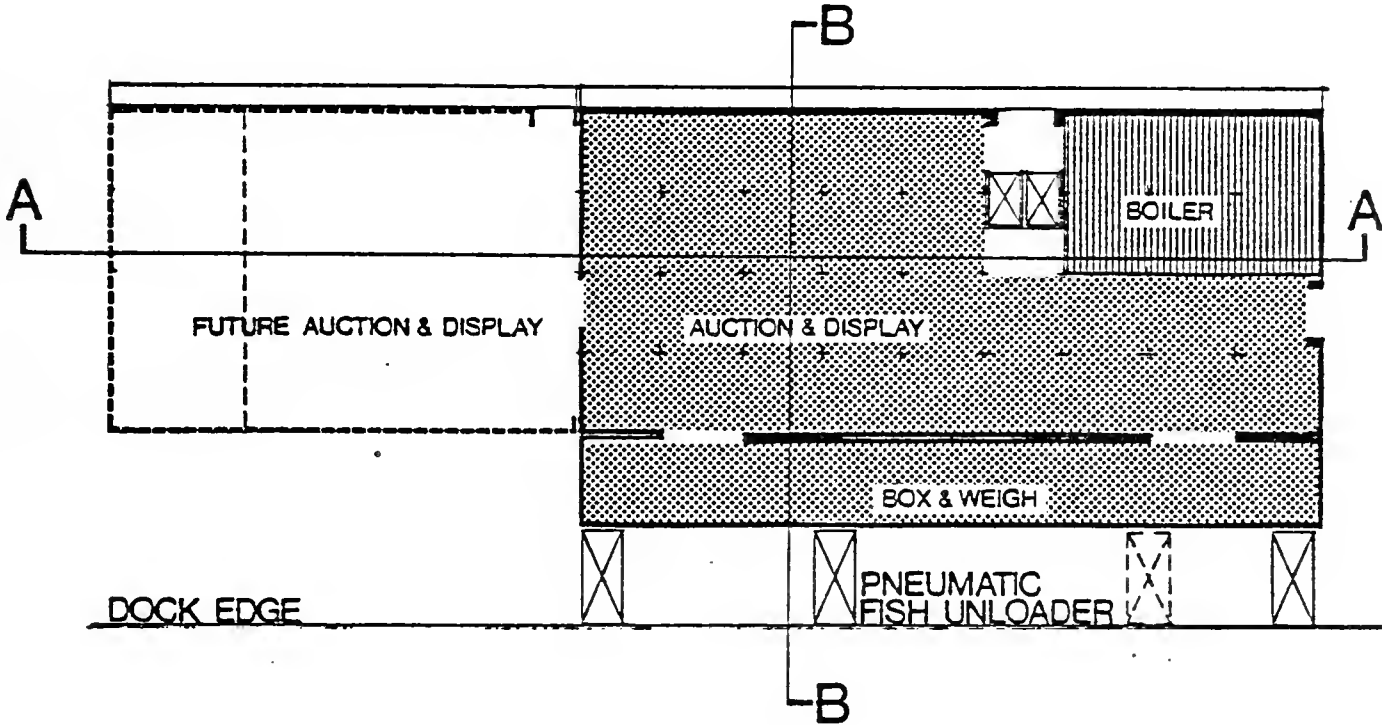 B
A
BOILER
A
FUTURE AUCTION & DISPLAY
AUCTION & DISPLAY
BOX & WEIGH
PNEUMATIC
FISH UNLOADER
DOCK EDGE
B